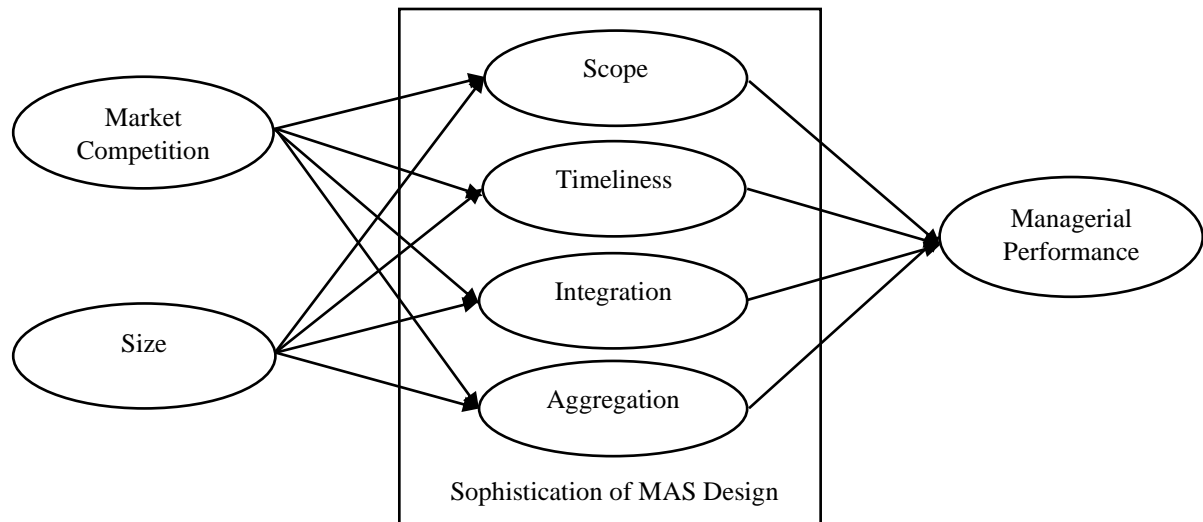 Market
Competition
Size
Scope
Timeliness
Integration
Aggregation
Sophistication of MAS Design
Managerial
Performance